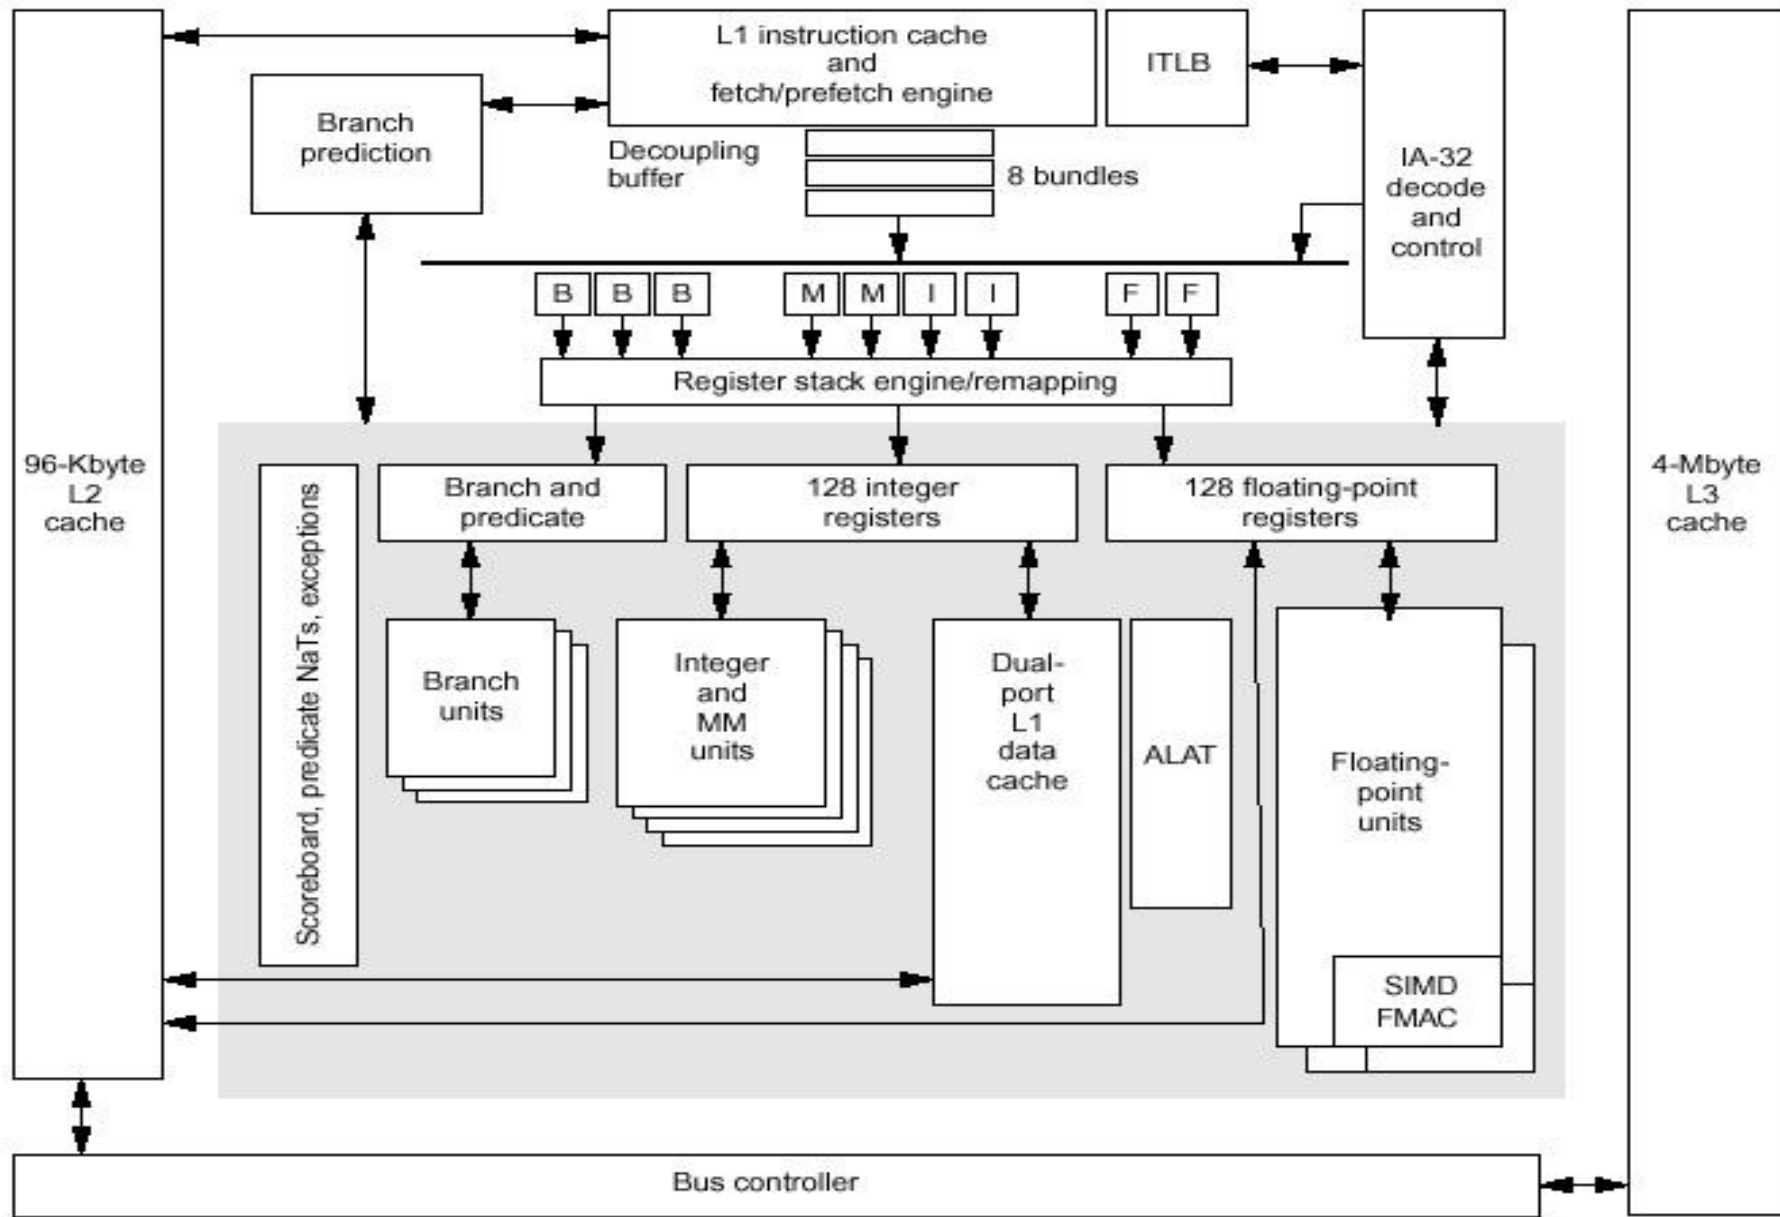 L1 instruction cache
and
fetch/prefetch engine
ITLB
Branch
prediction
Decoupling
buffer
8 bundles
IA-32
decode
and
control
B
B
B
M
M
I
I
F
F
Register stack engine/remapping
96-Kbyte
L2
cache
4-Mbyte
L3
cache
Scoreboard, predicate NaTs, exceptions
Branch and
predicate
128 integer
registers
128 floating-point
registers
Branch
units
Integer
and
MM
units
Dual-
port
L1
data
cache
ALAT
Floating-
point
units
SIMD
FMAC
Bus controller